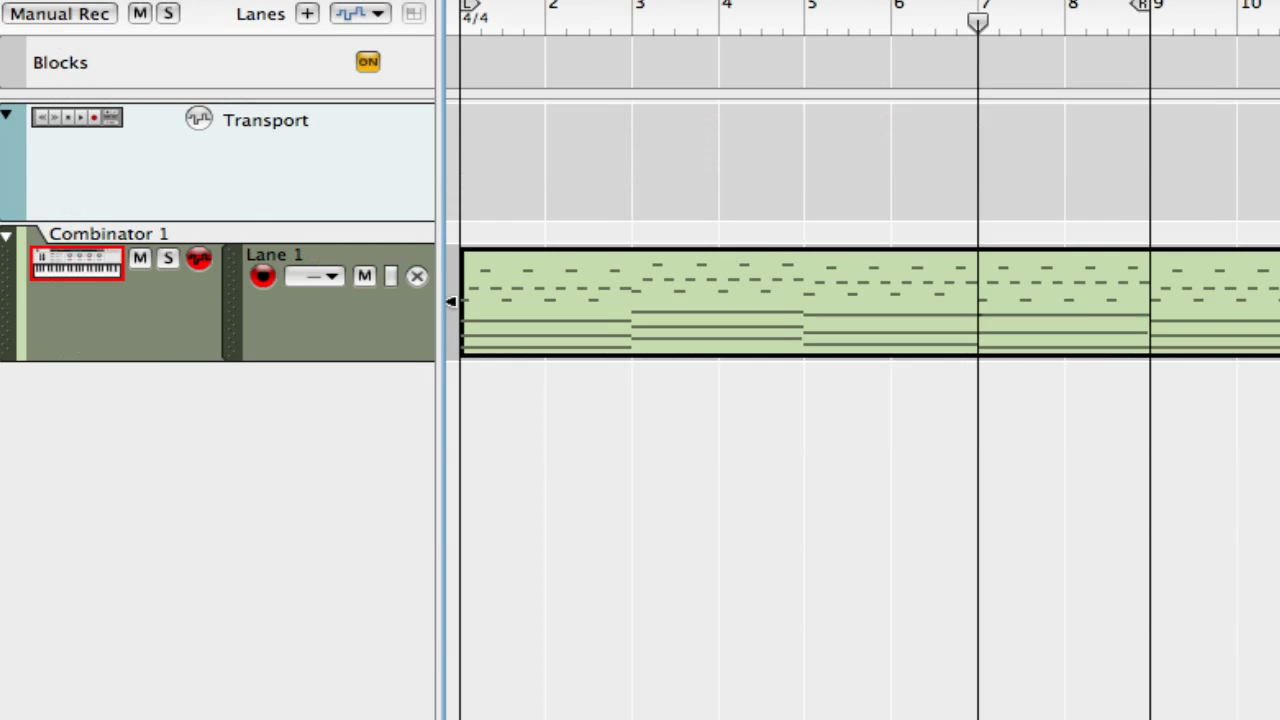 Manual Rec M S Lanes +
L 2 3 4 5 6 7 8 R 9 10
4/4
Blocks ON
Transport
Combinator 1
M S Lane 1
M